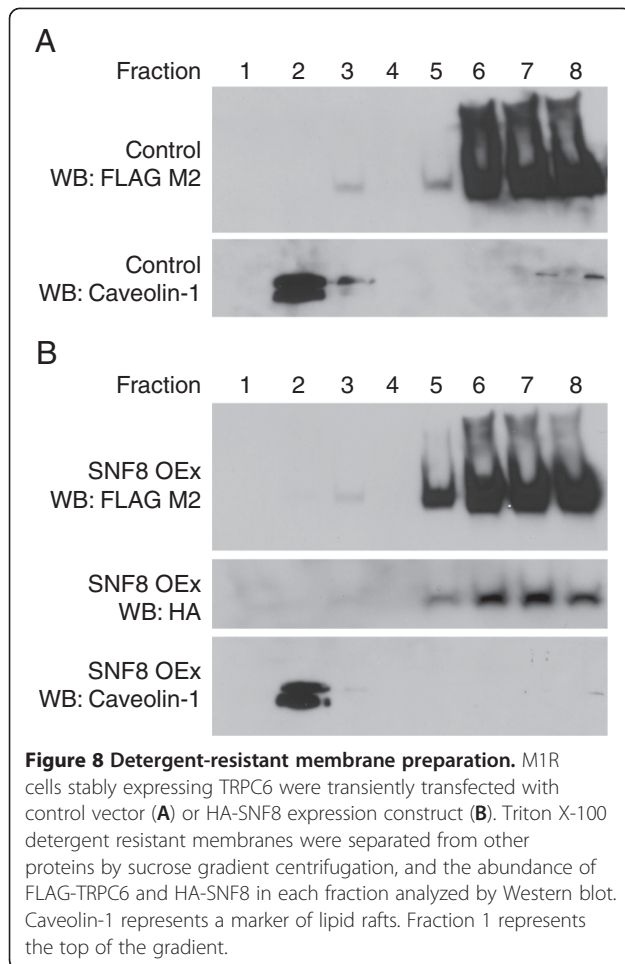 A
Fraction 1 2 3 4 5 6 7 8
Control
WB: FLAG M2
Control
WB: Caveolin-1
B
Fraction 1 2 3 4 5 6 7 8
SNF8 OEx
WB: FLAG M2
SNF8 OEx
WB: HA
SNF8 OEx
WB: Caveolin-1
Figure 8 Detergent-resistant membrane preparation. M1R
cells stably expressing TRPC6 were transiently transfected with
control vector (A) or HA-SNF8 expression construct (B). Triton X-100
detergent resistant membranes were separated from other
proteins by sucrose gradient centrifugation, and the abundance of
FLAG-TRPC6 and HA-SNF8 in each fraction analyzed by Western blot.
Caveolin-1 represents a marker of lipid rafts. Fraction 1 represents
the top of the gradient.